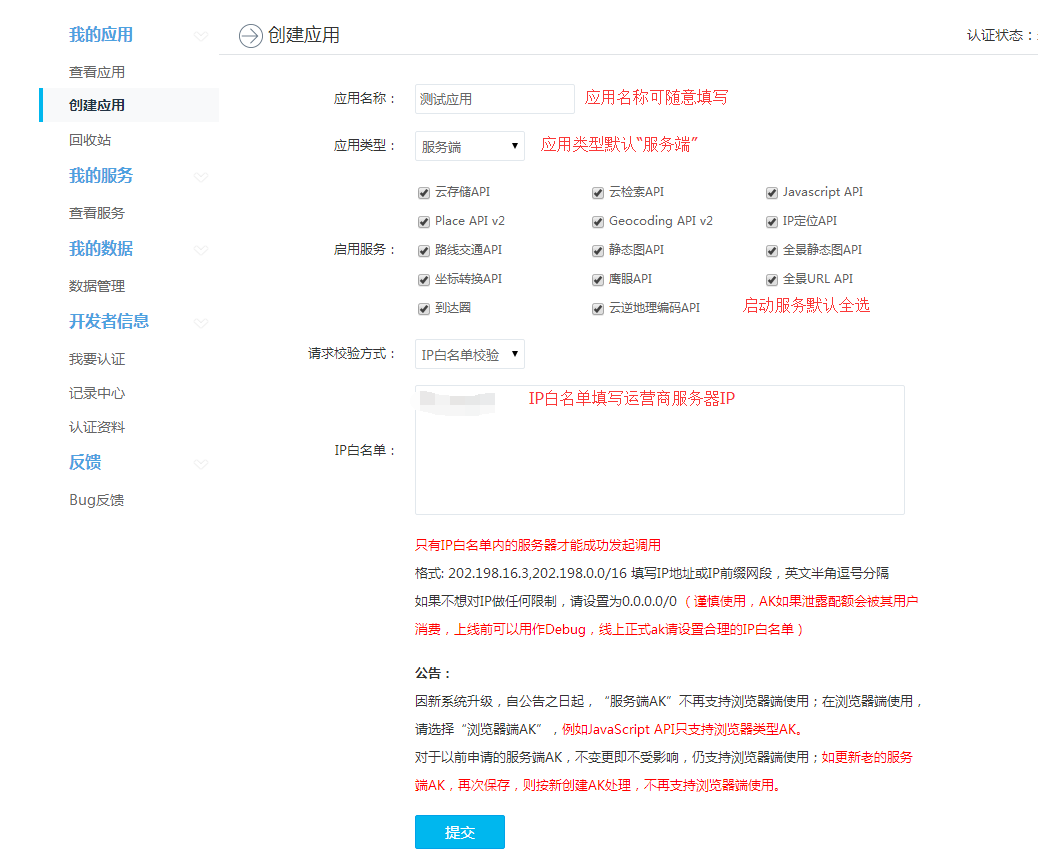 我的应用
查看应用
创建应用
回收站
我的服务
查看服务
我的数据
数据管理
开发者信息
我要认证
记录中心
认证资料
反馈
Bug反馈
创建应用
认证状态：
应用名称： 测试应用 应用名称可随意填写
应用类型： 服务端 应用类型默认“服务端”
启用服务：
云存储API 云检索API Javascript API
Place API v2 Geocoding API v2 IP定位API
路线交通API 静态图API 全景静态图API
坐标转换API 鹰眼API 全景URL API
到达圈 云逆地理编码API 启动服务默认全选
请求校验方式： IP白名单校验
IP白名单： IP白名单填写运营商服务器IP
只有IP白名单内的服务器才能成功发起调用
格式: 202.198.16.3,202.198.0.0/16 填写IP地址或IP前缀网段，英文半角逗号分隔
如果不想对IP做任何限制，请设置为0.0.0.0/0 （谨慎使用，AK如果泄露配额会被其用户
消费，上线前可以用作Debug，线上正式ak请设置合理的IP白名单）
公告：
因新系统升级，自公告之日起，“服务端AK”不再支持浏览器端使用；在浏览器端使用，
请选择“浏览器端AK”，例如JavaScript API只支持浏览器类型AK。
对于以前申请的服务端AK，不变更即不受影响，仍支持浏览器端使用；如更新老的服务
端AK，再次保存，则按新创建AK处理，不再支持浏览器端使用。
提交